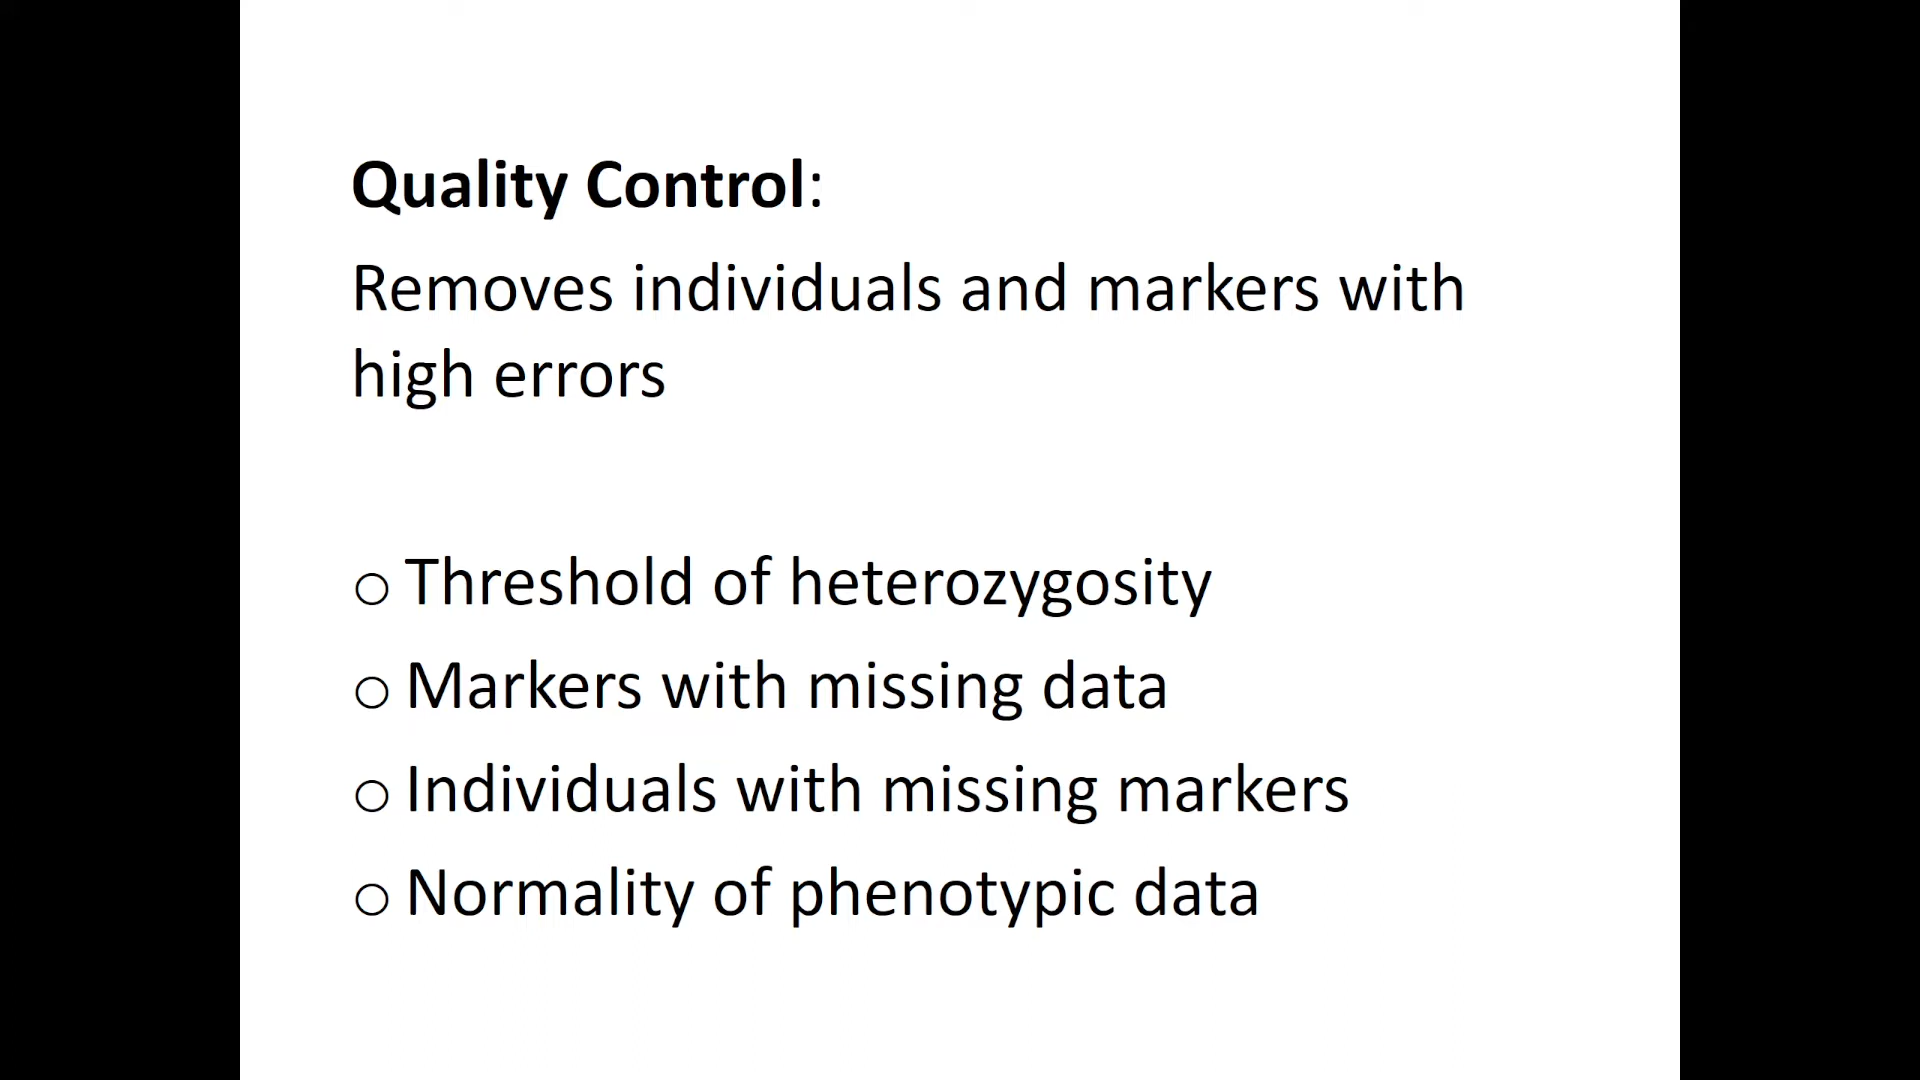 Quality Control:
Removes individuals and markers with
high errors
○ Threshold of heterozygosity
○ Markers with missing data
○ Individuals with missing markers
○ Normality of phenotypic data